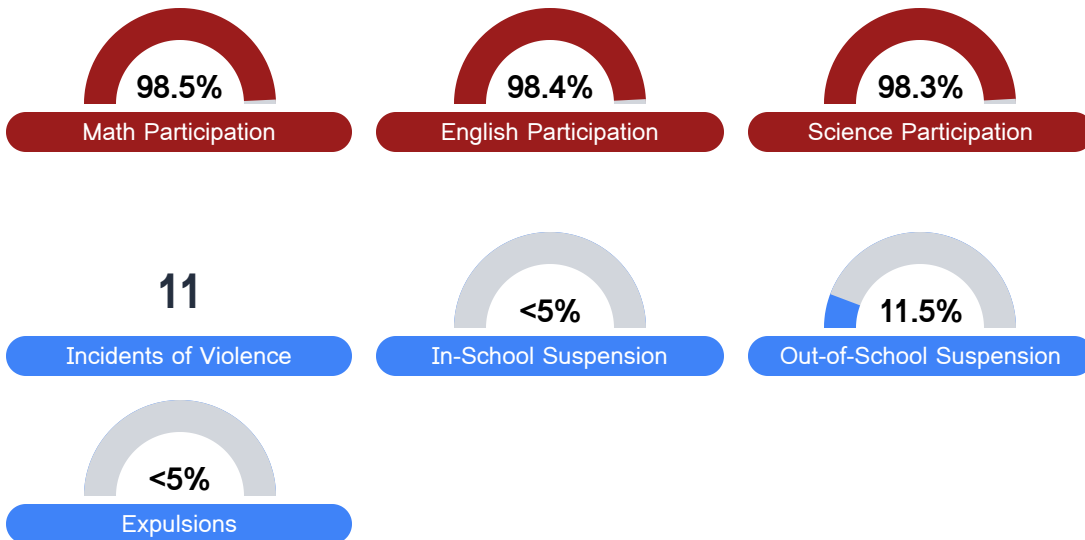 98.5%
Math Participation
98.4%
English Participation
98.3%
Science Participation
11
Incidents of Violence
<5%
In-School Suspension
11.5%
Out-of-School Suspension
<5%
Expulsions